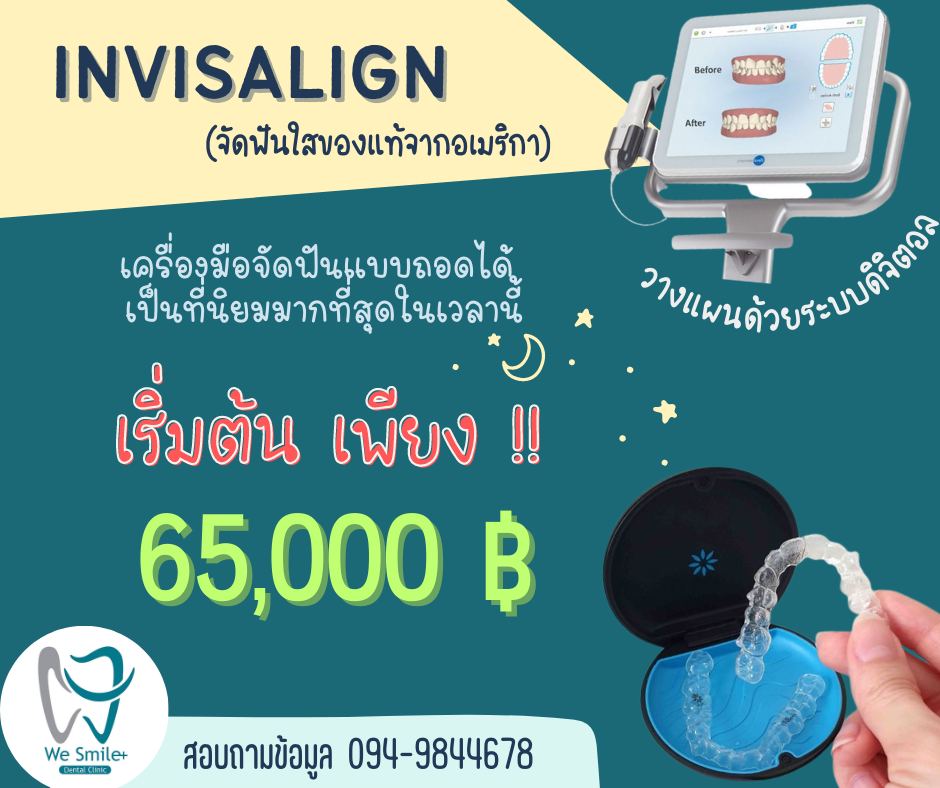 INVISALIGN
(จัดฟันใสของแท้จากอเมริกา)
Before
After
วางแผนด้วยระบบดิจิตอล
เครื่องมือจัดฟันแบบถอดได้
เป็นที่นิยมมากที่สุดในเวลานี้
เริ่มต้น เพียง !!
65,000 ฿
We Smile+
Dental Clinic
สอบถามข้อมูล 094-9844678